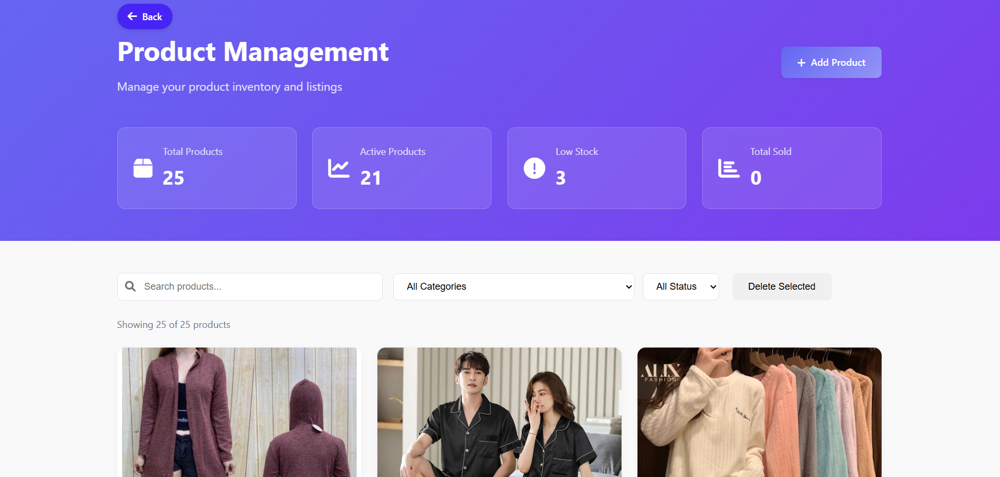 Back
Product Management
Manage your product inventory and listings
Add Product
Total Products
25
Active Products
21
Low Stock
3
Total Sold
0
Search products...
All Categories
All Status
Delete Selected
Showing 25 of 25 products
ALIX
FASHION